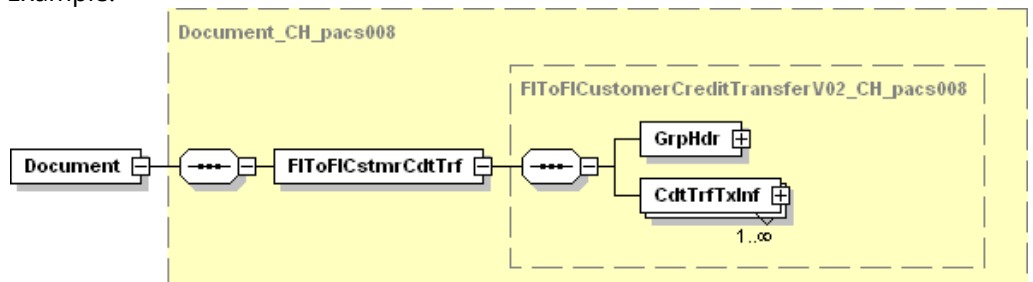 Example:
Document_CH_pacs008
FIToFICustomerCreditTransferV02_CH_pacs008
GrpHdr
Document
FIToFICstmrCdtTrf
CdtTrfTxInf
1..∞